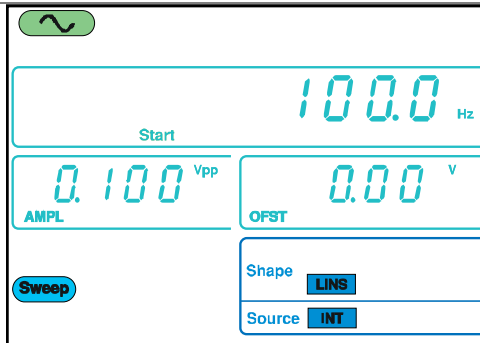 100.0 Hz
Start
0.100 Vpp
AMPL
0.00 V
OFST
Sweep
Shape LINS
Source INT